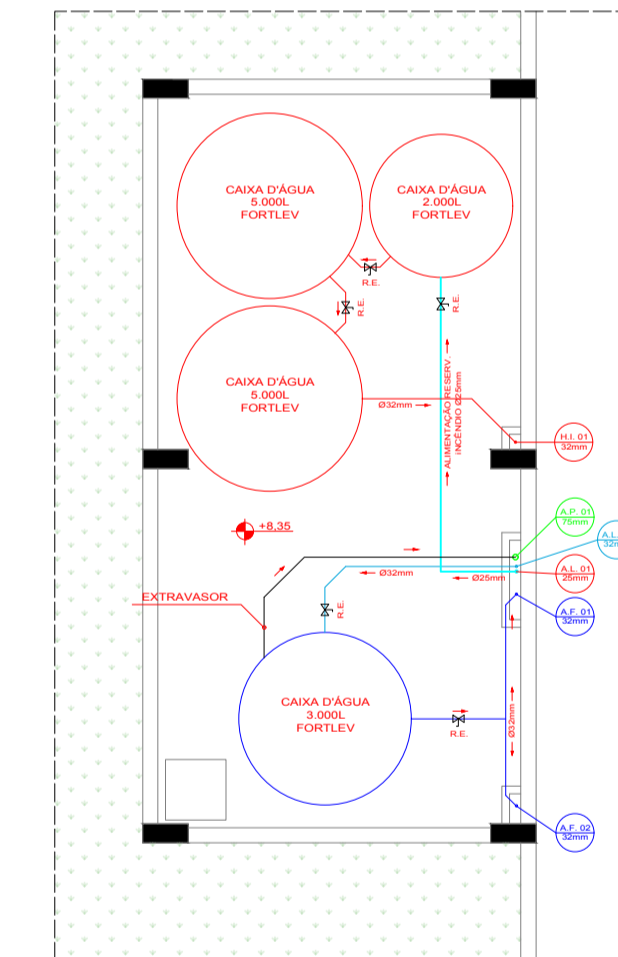 CAIXA D'ÁGUA
5.000L
FORTLEV
CAIXA D'ÁGUA
2.000L
FORTLEV
R.E.
R.E.
R.E.
CAIXA D'ÁGUA
5.000L
FORTLEV
Ø32mm
ALIMENTAÇÃO RESERV.
INCÊNDIO Ø25mm
H.I. 01
32mm
+8,35
A.P. 01
75mm
A.L.
Ø32mm
Ø25mm
A.L. 01
25mm
EXTRAVASOR
R.E.
A.F. 01
32mm
CAIXA D'ÁGUA
3.000L
FORTLEV
R.E.
Ø32mm
A.F. 02
32mm